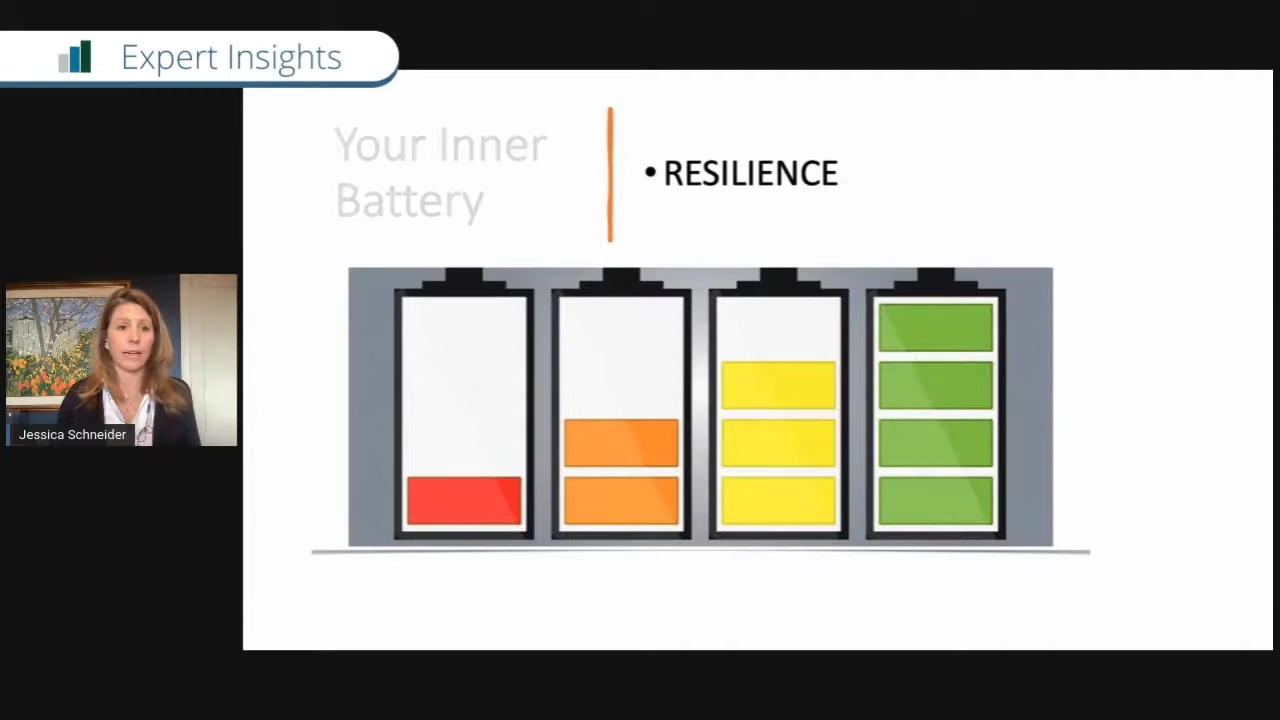 Expert Insights
Your Inner
Battery
• RESILIENCE
Jessica Schneider